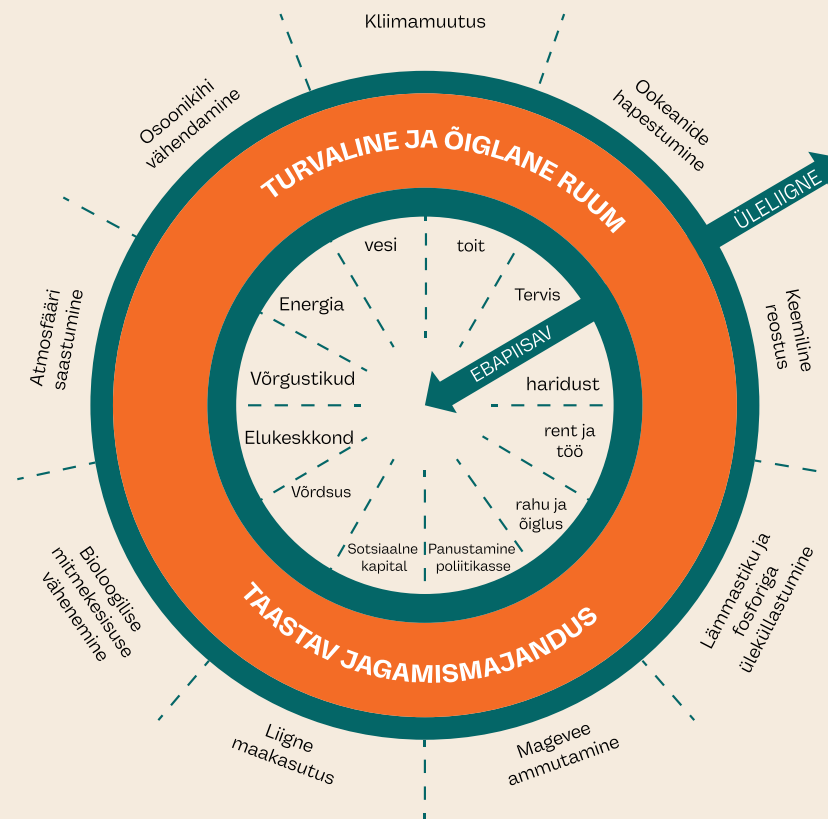 Kliimamuutus
Ookeanide
hapestumine
ÜLELIIGNE
Keemiline
reostus
Lämmastiku ja
fosforiga
üleküllastumine
Magevee
ammutamine
Liigne
maakasutus
Bioloogilise
mitmekesisuse
vähenemine
Atmosfääri
saastumine
Osoonikihi
vähendamine
TURVALINE JA ÕIGLANE RUUM
vesi
toit
Tervis
EBAPIISAV
haridust
rent ja
töö
rahu ja
õiglus
Panustamine
poliitikasse
Sotsiaalne
kapital
Võrdsus
Elukeskkond
Võrgustikud
Energia
TAASTAV JAGAMISMAJANDUS